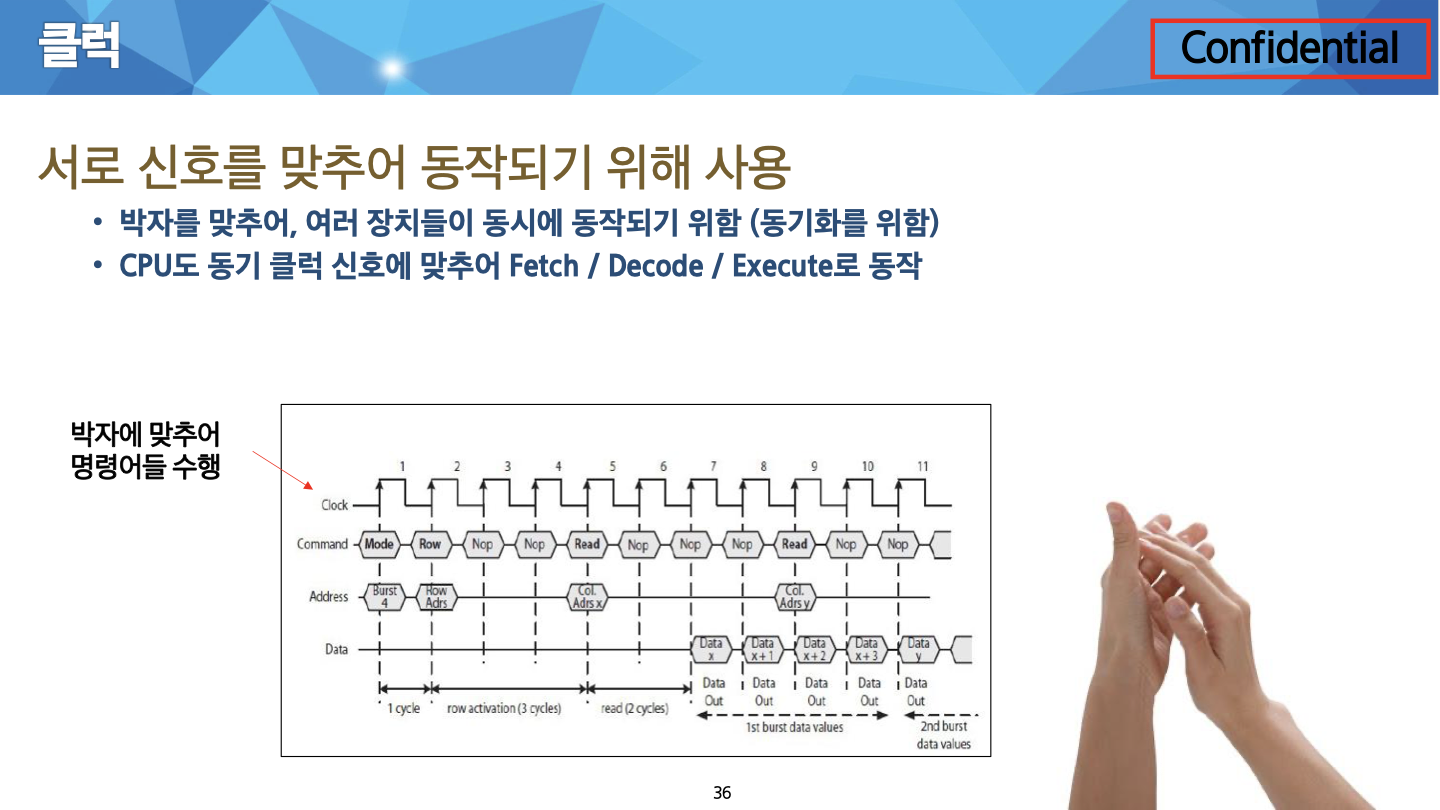 클럭
Confidential
서로 신호를 맞추어 동작되기 위해 사용
• 박자를 맞추어, 여러 장치들이 동시에 동작되기 위함 (동기화를 위함)
• CPU도 동기 클럭 신호에 맞추어 Fetch / Decode / Execute로 동작
박자에 맞추어
명령어들 수행
1 2 3 4 5 6 7 8 9 10 11
Clock
Command Mode Row Nop Nop Read Nop Nop Nop Read Nop Nop
Address Burst 4 Row Adrs Col. Adrs x Col. Adrs y
Data Data x Data x + 1 Data x + 2 Data x + 3 Data y
Data Out Data Out Data Out Data Out Data Out
1 cycle row activation (3 cycles) read (2 cycles)
1st burst data values 2nd burst data values
36